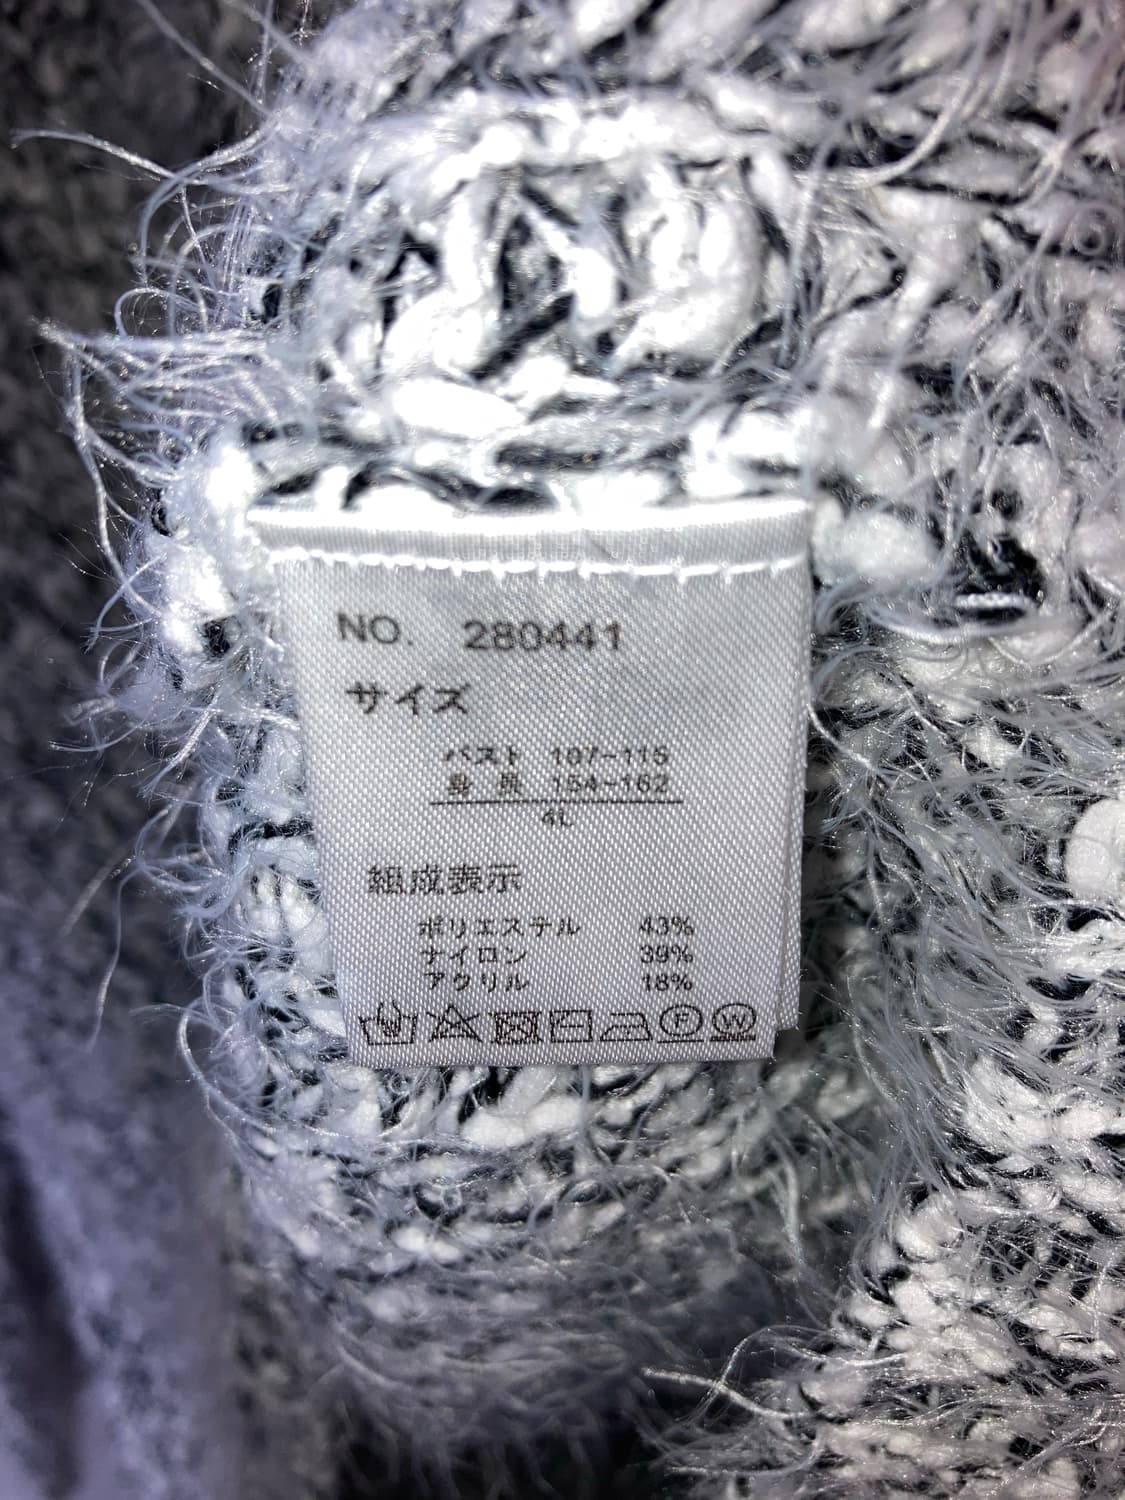 NO. 280441
サイズ
バスト 107-115
身長 154-162
4L
組成表示
ポリエステル 43%
ナイロン 39%
アクリル 18%
P W